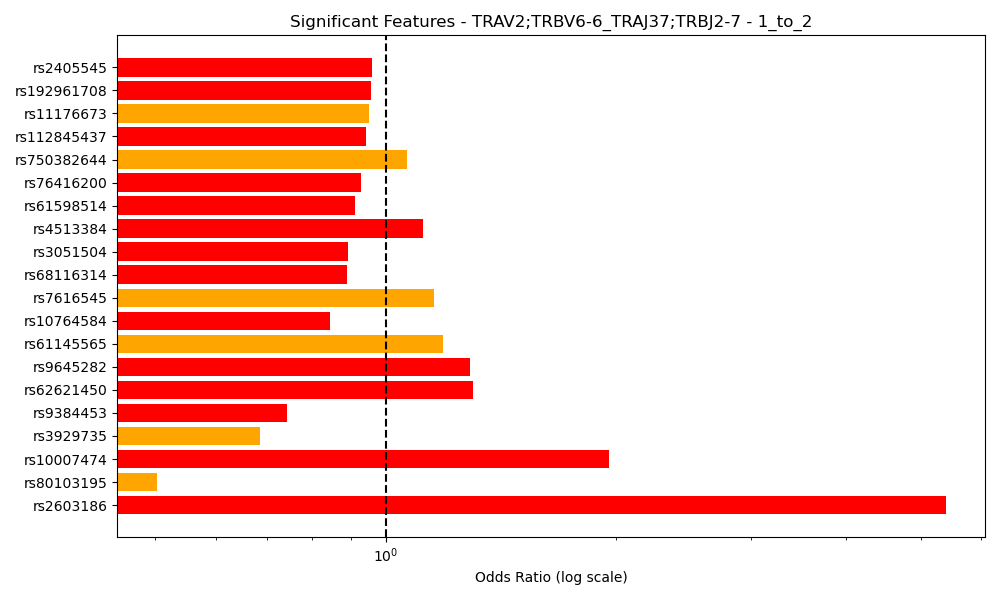 Significant Features - TRAV2;TRBV6-6_TRAJ37;TRBJ2-7 - 1_to_2
rs2405545
rs192961708
rs11176673
rs112845437
rs750382644
rs76416200
rs61598514
rs4513384
rs3051504
rs68116314
rs7616545
rs10764584
rs61145565
rs9645282
rs62621450
rs9384453
rs3929735
rs10007474
rs80103195
rs2603186
10⁰
Odds Ratio (log scale)